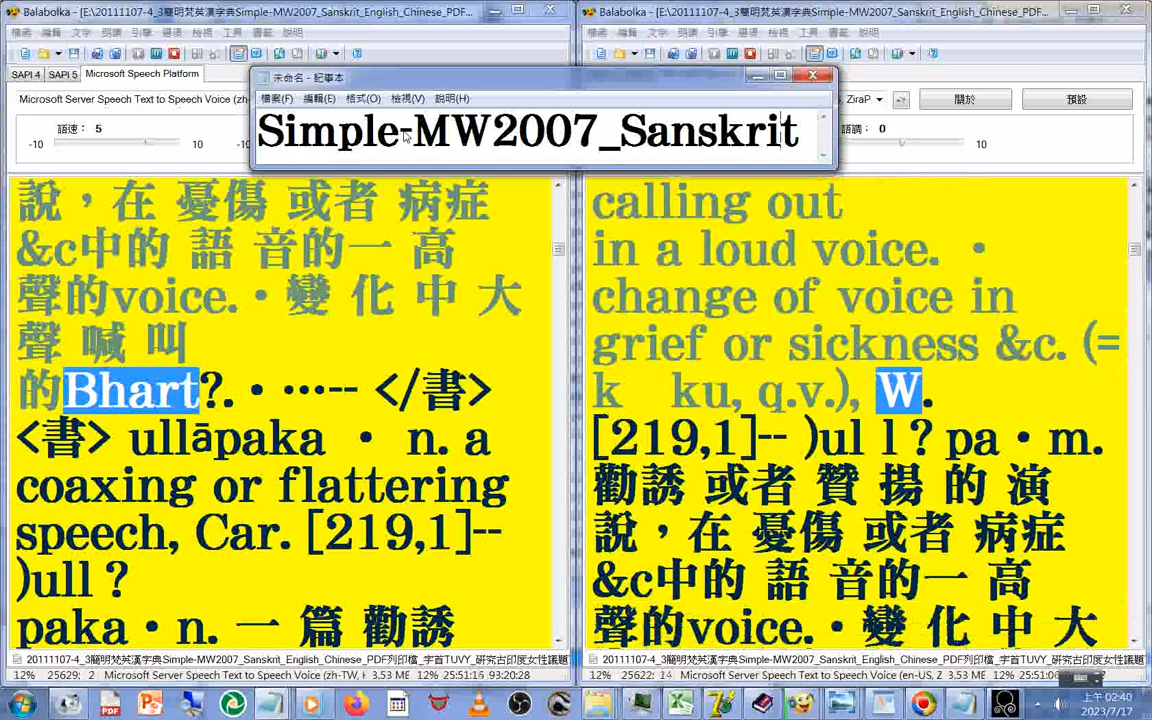 Balabolka - [E:\20111107-4_3簡明梵英漢字典Simple-MW2007_Sanskrit_English_Chinese_PDF...
Balabolka - [E:\20111107-4_3簡明梵英漢字典Simple-MW2007_Sanskrit_English_Chinese_PDF...
SAPI 4 SAPI 5 Microsoft Speech Platform
Microsoft Server Speech Text to Speech Voice (zh-
語速： 5
-10 10 -10
未命名 - 記事本
檔案(F) 編輯(E) 格式(O) 檢視(V) 說明(H)
Simple-MW2007_Sanskrit
, ZiraP 關於 預設
語調： 0
10
說，在 憂傷 或者 病症
&c中的 語 音的一 高
聲的voice.・變 化 中 大
聲 喊 叫
的Bhart?.・…-- </書>
<書> ullāpaka ・ n. a
coaxing or flattering
speech, Car. [219,1]--
)ull ?
paka・n. 一 篇 勸誘
calling out
in a loud voice. ・
change of voice in
grief or sickness &c. (=
k ku, q.v.), W.
[219,1]-- )ul l ? pa・m.
勸誘 或者 贊 揚 的 演
說，在 憂傷 或者 病症
&c中的 語 音的一 高
聲的voice.・變 化 中 大
20111107-4_3簡明梵英漢字典Simple-MW2007_Sanskrit_English_Chinese_PDF列印檔_字首TUVY_研究古印度女性議題
20111107-4_3簡明梵英漢字典Simple-MW2007_Sanskrit_English_Chinese_PDF列印檔_字首TUVY_研究古印度女性議題
12% 25629: 2 Microsoft Server Speech Text to Speech Voice (zh-TW, H 3.53 ME 12% 25:51:16 93:20:28
12% 25622: 14 Microsoft Server Speech Text to Speech Voice (en-US, Z 3.53 ME 12%
上午 02:40
2023/7/17